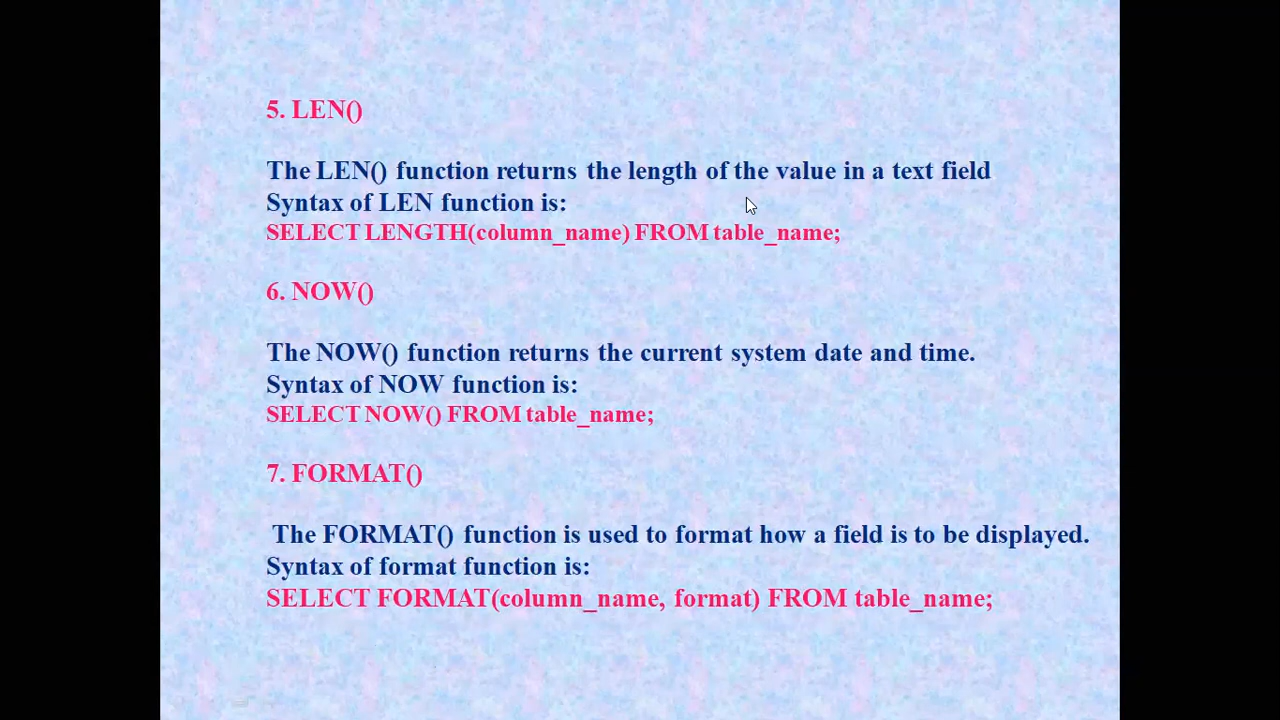 5. LEN()
The LEN() function returns the length of the value in a text field
Syntax of LEN function is:
SELECT LENGTH(column_name) FROM table_name;
6. NOW()
The NOW() function returns the current system date and time.
Syntax of NOW function is:
SELECT NOW() FROM table_name;
7. FORMAT()
The FORMAT() function is used to format how a field is to be displayed.
Syntax of format function is:
SELECT FORMAT(column_name, format) FROM table_name;